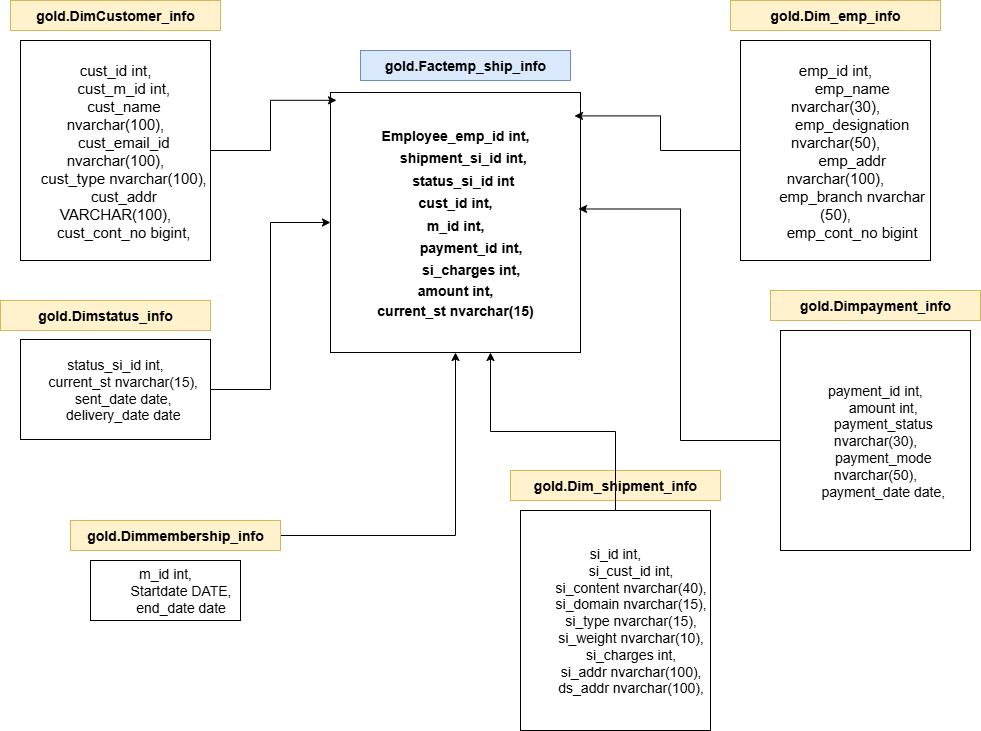 gold.DimCustomer_info
cust_id int,
cust_m_id int,
cust_name
nvarchar(100),
cust_email_id
nvarchar(100),
cust_type nvarchar(100),
cust_addr
VARCHAR(100),
cust_cont_no bigint,
gold.Factemp_ship_info
Employee_emp_id int,
shipment_si_id int,
status_si_id int
cust_id int,
m_id int,
payment_id int,
si_charges int,
amount int,
current_st nvarchar(15)
gold.Dim_emp_info
emp_id int,
emp_name
nvarchar(30),
emp_designation
nvarchar(50),
emp_addr
nvarchar(100),
emp_branch nvarchar
(50),
emp_cont_no bigint
gold.Dimstatus_info
status_si_id int,
current_st nvarchar(15),
sent_date date,
delivery_date date
gold.Dimpayment_info
payment_id int,
amount int,
payment_status
nvarchar(30),
payment_mode
nvarchar(50),
payment_date date,
gold.Dimmembership_info
m_id int,
Startdate DATE,
end_date date
gold.Dim_shipment_info
si_id int,
si_cust_id int,
si_content nvarchar(40),
si_domain nvarchar(15),
si_type nvarchar(15),
si_weight nvarchar(10),
si_charges int,
si_addr nvarchar(100),
ds_addr nvarchar(100),